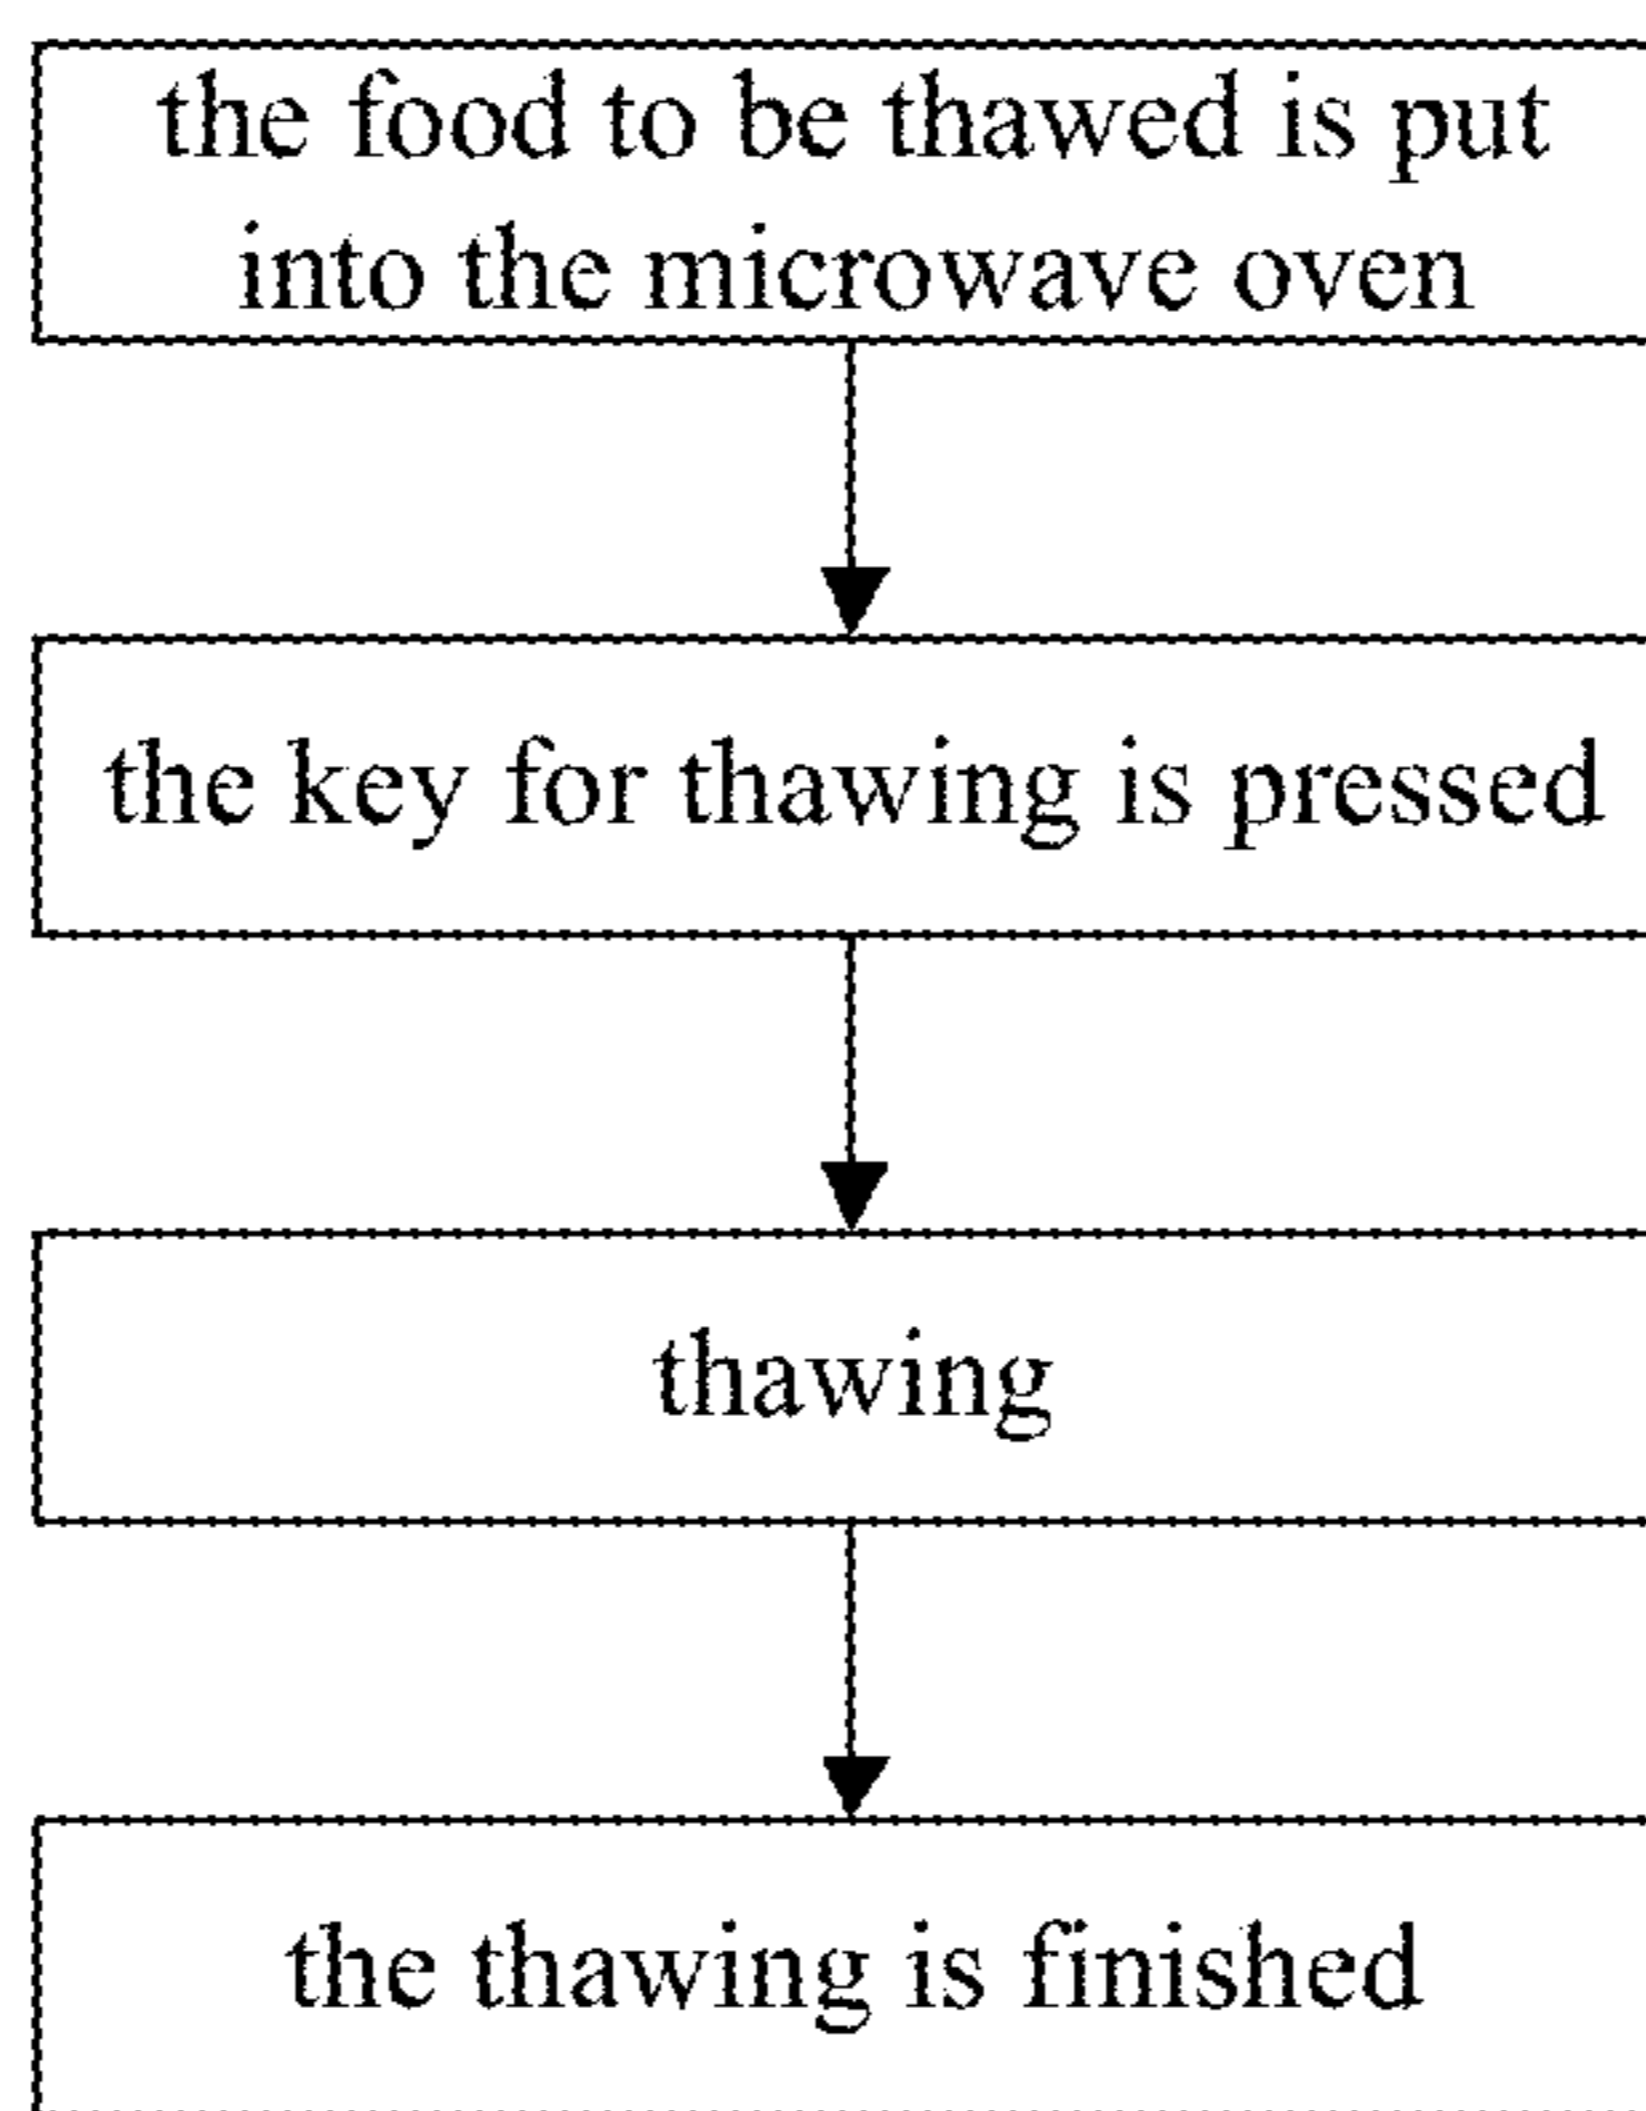 the food to be thawed is put
into the microwave oven
the key for thawing is pressed
thawing
the thawing is finished